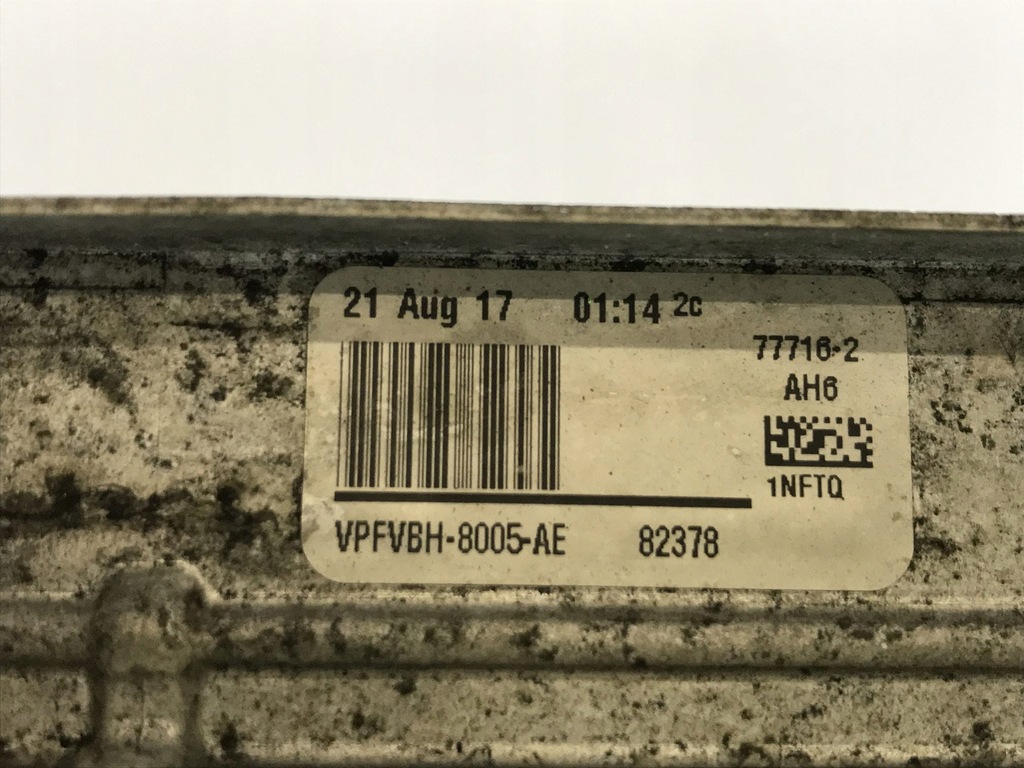 21 Aug 17 01:14 2c
77716-2
AH6
1NFTQ
VPFVBH-8005-AE 82378